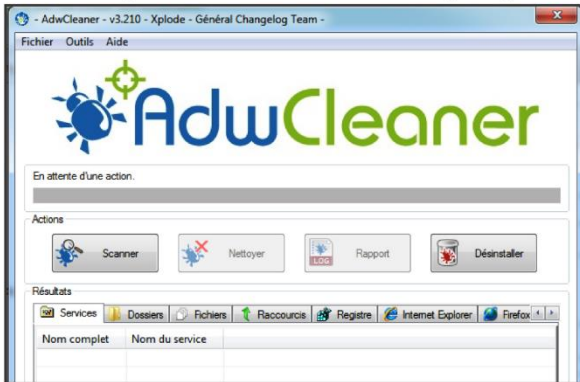 - AdwCleaner - v3.210 - Xplode - Général Changelog Team -
Fichier Outils Aide
AdwCleaner
En attente d'une action.
Actions
Scanner Nettoyer LOG Rapport Désinstaller
Résultats
Services Dossiers Fichiers Raccourcis Registre Internet Explorer Firefox
Nom complet Nom du service